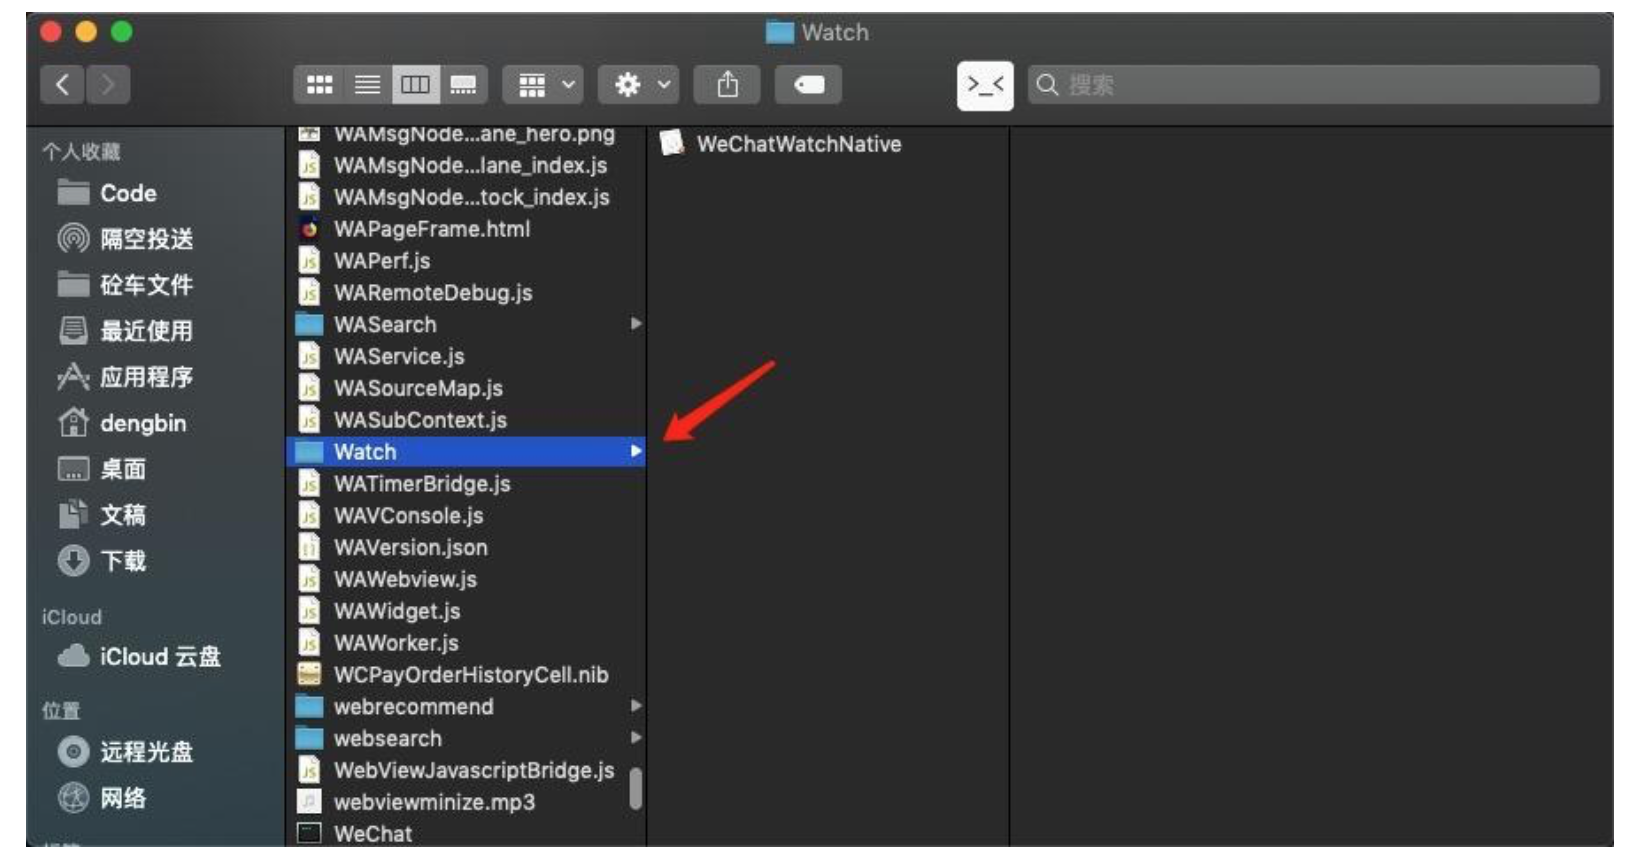 Watch
>_<
搜索
个人收藏
Code
隔空投送
砼车文件
最近使用
应用程序
dengbin
桌面
文稿
下载
iCloud
iCloud 云盘
位置
远程光盘
网络
WAMsgNode...ane_hero.png
WAMsgNode...lane_index.js
WAMsgNode...tock_index.js
WAPageFrame.html
WAPerf.js
WARemoteDebug.js
WASearch
WAService.js
WASourceMap.js
WASubContext.js
Watch
WATimerBridge.js
WAVConsole.js
WAVersion.json
WAWebview.js
WAWidget.js
WAWorker.js
WCPayOrderHistoryCell.nib
webrecommend
websearch
WebViewJavascriptBridge.js
webviewminize.mp3
WeChat
WeChatWatchNative